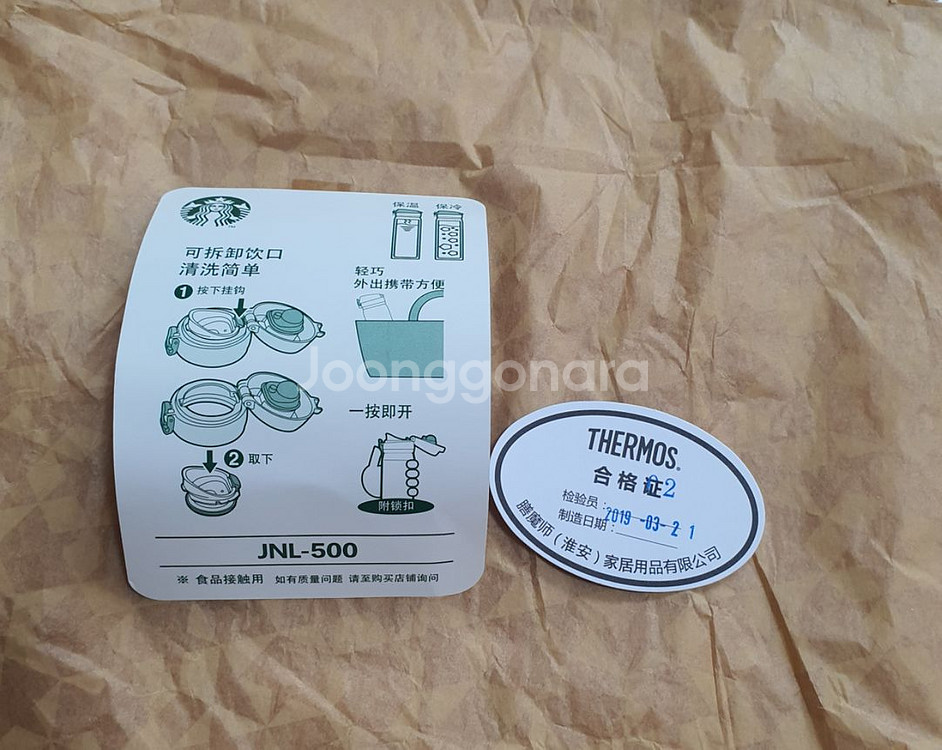 保温 保冷
可拆卸饮口
清洗简单
1 按下挂钩
轻巧
外出携带方便
Joonggonara
一按即开
2 取下
附锁扣
JNL-500
※ 食品接触用 如有质量问题 请至购买店铺询问
THERMOS®
合格证
检验员：
制造日期：2019 -03- 2 1
膳魔师（淮安）家居用品有限公司